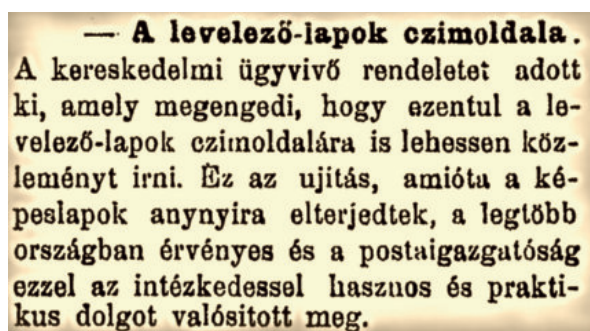 — A levelező-lapok czimoldala.
A kereskedelmi ügyvivő rendeletet adott
ki, amely megengedi, hogy ezentul a le-
velező-lapok czimoldalára is lehessen köz-
leményt irni. Ez az ujitás, amióta a ké-
peslapok anynyira elterjedtek, a legtöbb
országban érvényes és a postaigazgatóság
ezzel az intézkedessel hasznos és prakti-
kus dolgot valósitott meg.